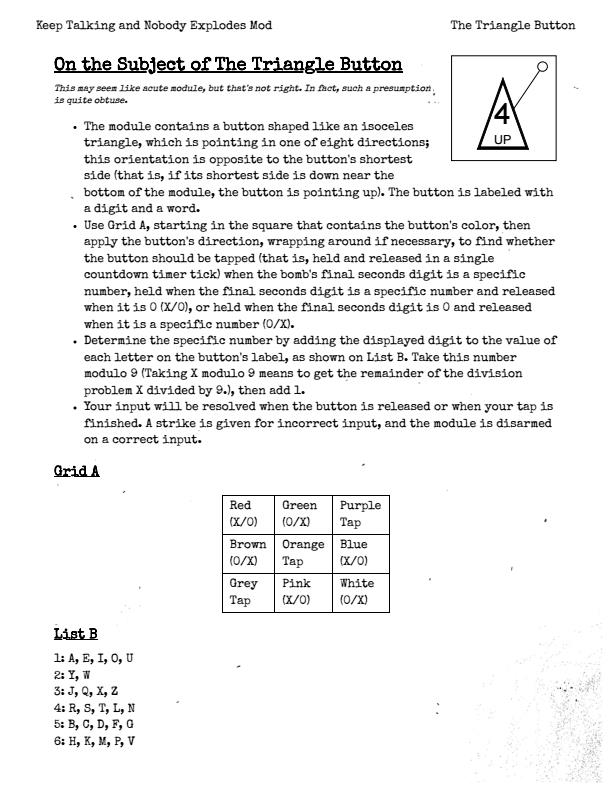 Keep Talking and Nobody Explodes Mod The Triangle Button
On the Subject of The Triangle Button
This may seem like acute module, but that's not right. In fact, such a presumption
is quite obtuse.
4
UP
• The module contains a button shaped like an isoceles
triangle, which is pointing in one of eight directions;
this orientation is opposite to the button's shortest
side (that is, if its shortest side is down near the
bottom of the module, the button is pointing up). The button is labeled with
a digit and a word.
• Use Grid A, starting in the square that contains the button's color, then
apply the button's direction, wrapping around if necessary, to find whether
the button should be tapped (that is, held and released in a single
countdown timer tick) when the bomb's final seconds digit is a specific
number, held when the final seconds digit is a specific number and released
when it is 0 (X/0), or held when the final seconds digit is 0 and released
when it is a specific number (0/X).
• Determine the specific number by adding the displayed digit to the value of
each letter on the button's label, as shown on List B. Take this number
modulo 9 (Taking X modulo 9 means to get the remainder of the division
problem X divided by 9.), then add 1.
• Your input will be resolved when the button is released or when your tap is
finished. A strike is given for incorrect input, and the module is disarmed
on a correct input.
Grid A
Red Green Purple
(X/0) (0/X) Tap
Brown Orange Blue
(0/X) Tap (X/0)
Grey Pink White
Tap (X/0) (0/X)
List B
1: A, E, I, O, U
2: Y, W
3: J, Q, X, Z
4: R, S, T, L, N
5: B, C, D, F, G
6: H, K, M, P, V